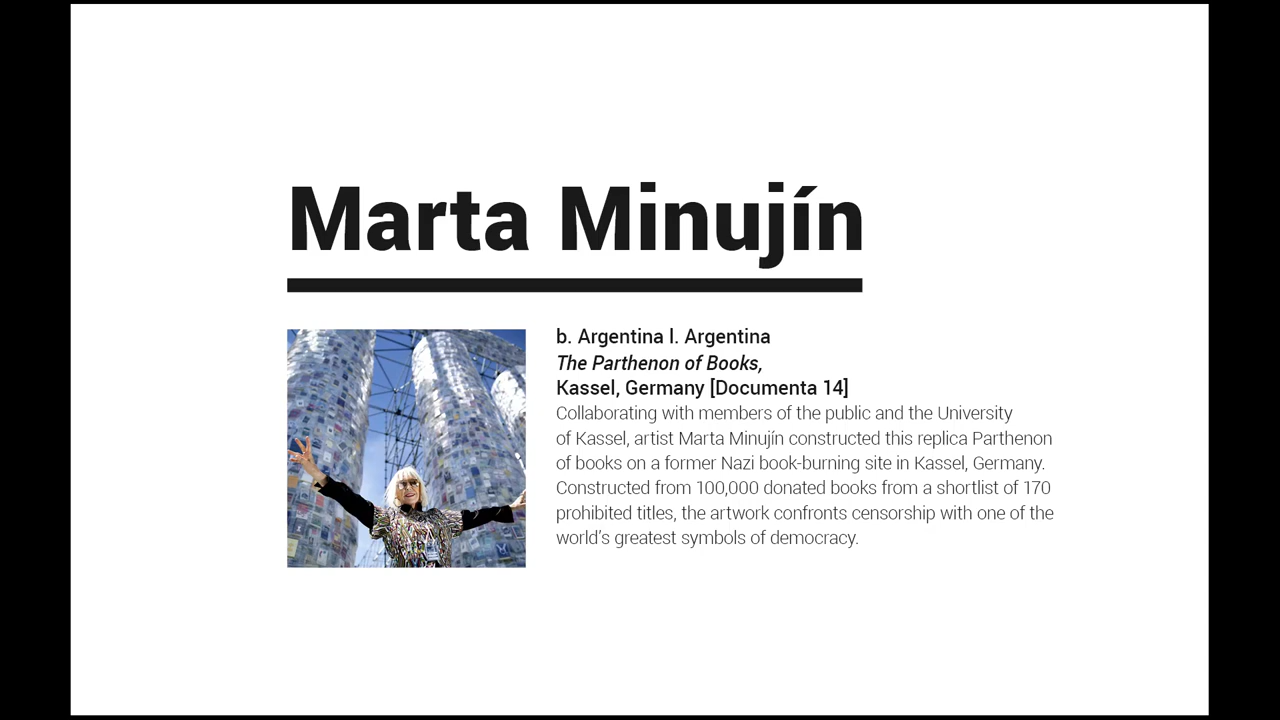 Marta Minujín
b. Argentina l. Argentina
The Parthenon of Books,
Kassel, Germany [Documenta 14]
Collaborating with members of the public and the University
of Kassel, artist Marta Minujín constructed this replica Parthenon
of books on a former Nazi book-burning site in Kassel, Germany.
Constructed from 100,000 donated books from a shortlist of 170
prohibited titles, the artwork confronts censorship with one of the
world’s greatest symbols of democracy.